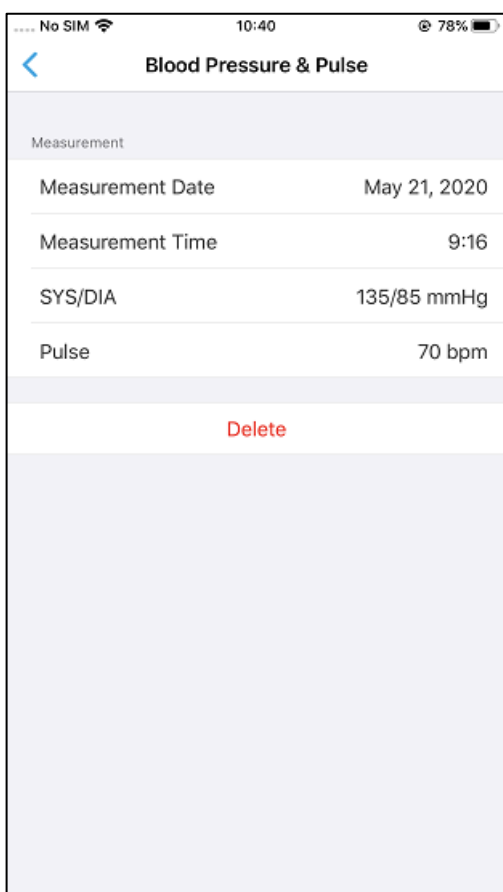 No SIM 10:40 78%
Blood Pressure & Pulse
Measurement
Measurement Date May 21, 2020
Measurement Time 9:16
SYS/DIA 135/85 mmHg
Pulse 70 bpm
Delete